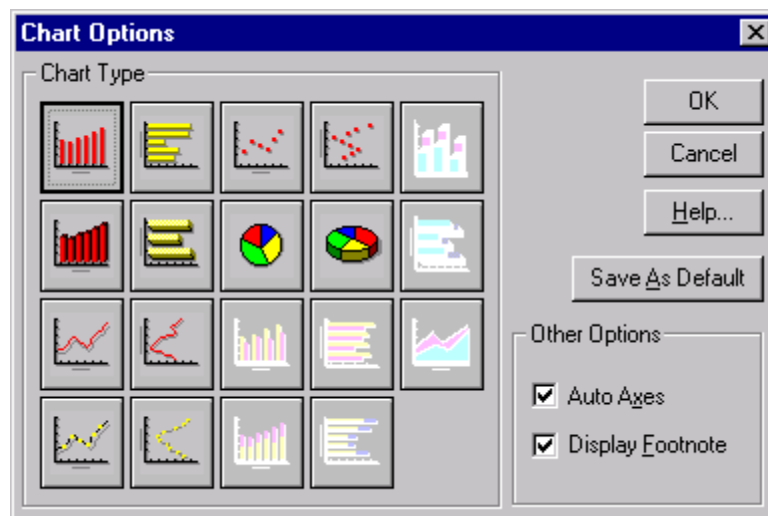 Chart Options
Chart Type
OK
Cancel
Help...
Save As Default
Other Options
Auto Axes
Display Footnote